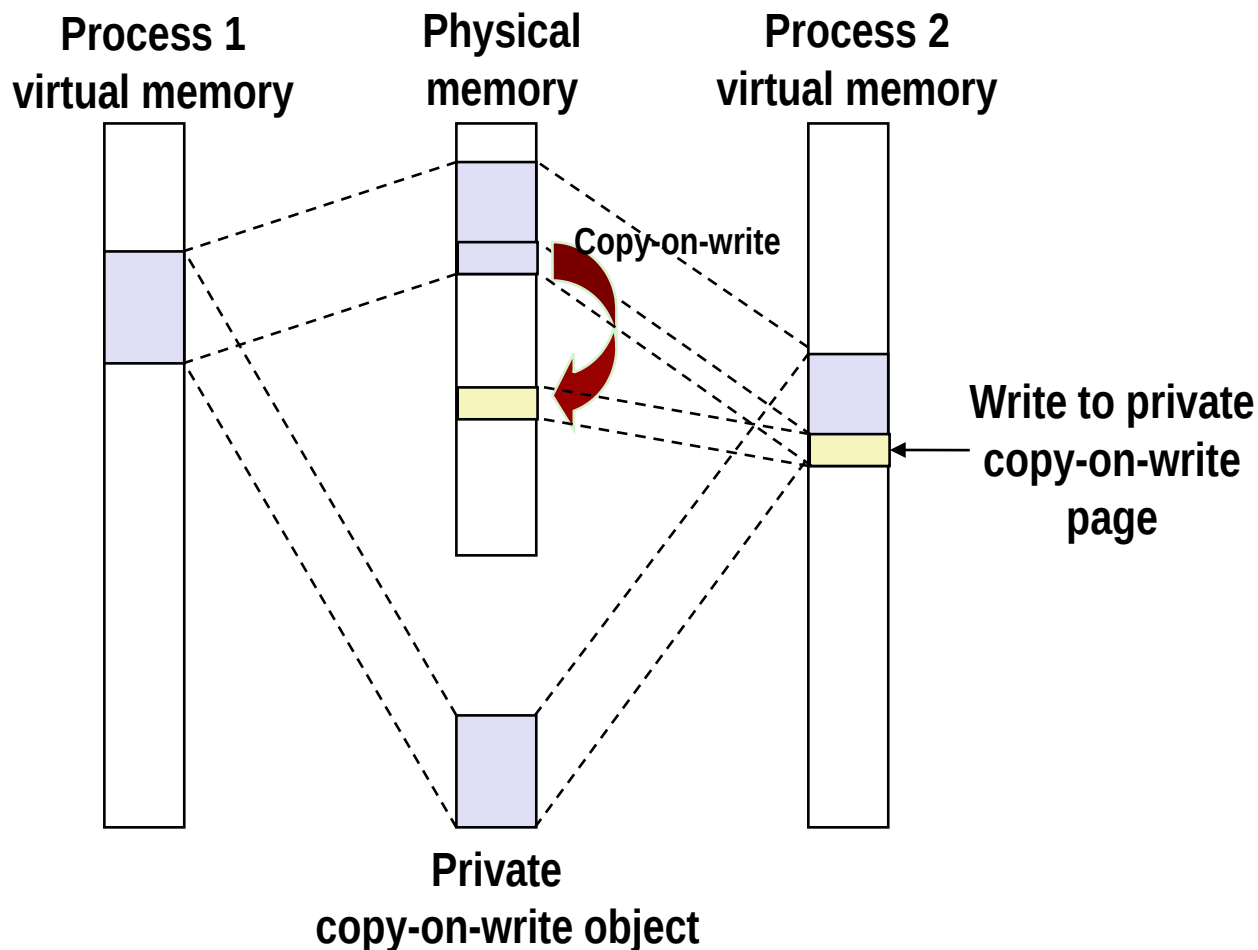 Process 1
virtual memory
Physical
memory
Process 2
virtual memory
Copy-on-write
Write to private
copy-on-write
page
Private
copy-on-write object